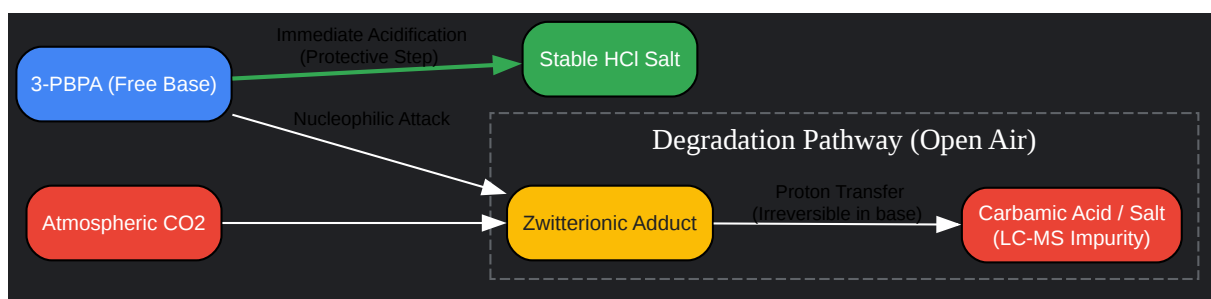 Immediate Acidification
(Protective Step)
Stable HCl Salt
3-PBPA (Free Base)
Nucleophilic Attack
Degradation Pathway (Open Air)
Atmospheric CO2
Zwitterionic Adduct
Proton Transfer
(Irreversible in base)
Carbamic Acid / Salt
(LC-MS Impurity)